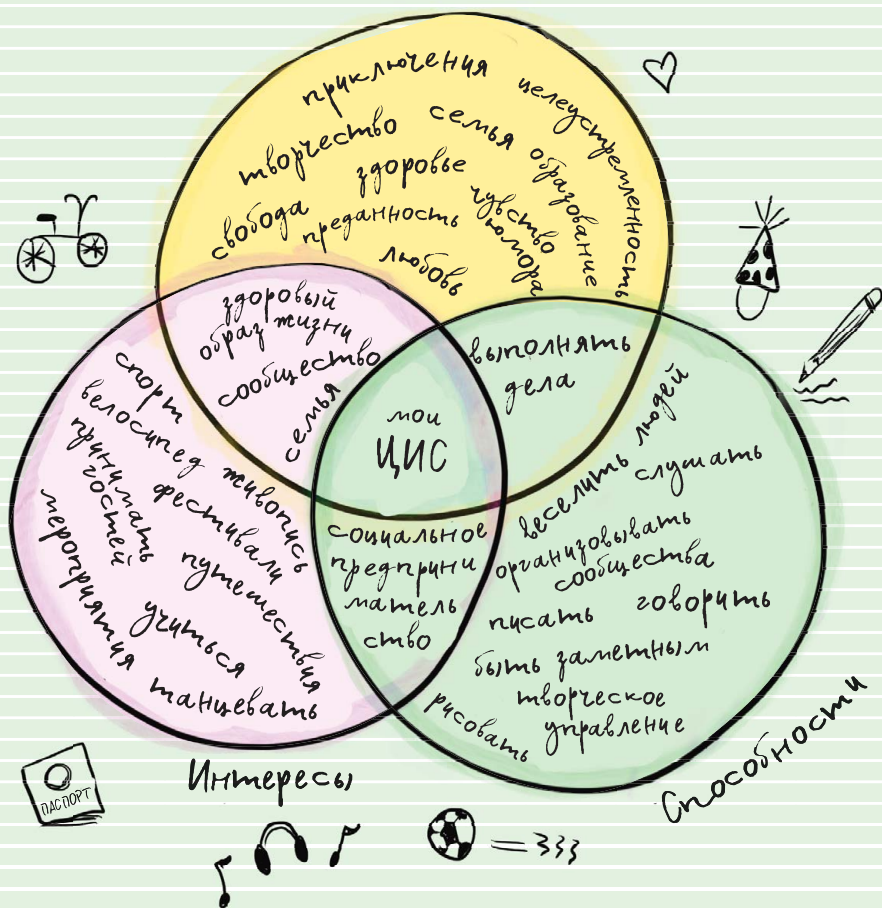 приключения
целеустремленность
творчество
семья
здоровье
образование
свобода
преданность
чувство
юмора
любовь
здоровый
образ жизни
сообщество
семья
выполнять
дела
мои
ЦИС
спорт
велосипед
принимать
гостей
мероприятия
живопись
фестивали
путешествия
учиться
танцевать
социальное
предприни
матель
ство
веселить людей
слушать
организовывать
сообщества
писать
говорить
быть заметным
творческое
управление
рисовать
Интересы
Способности
ПАСПОРТ